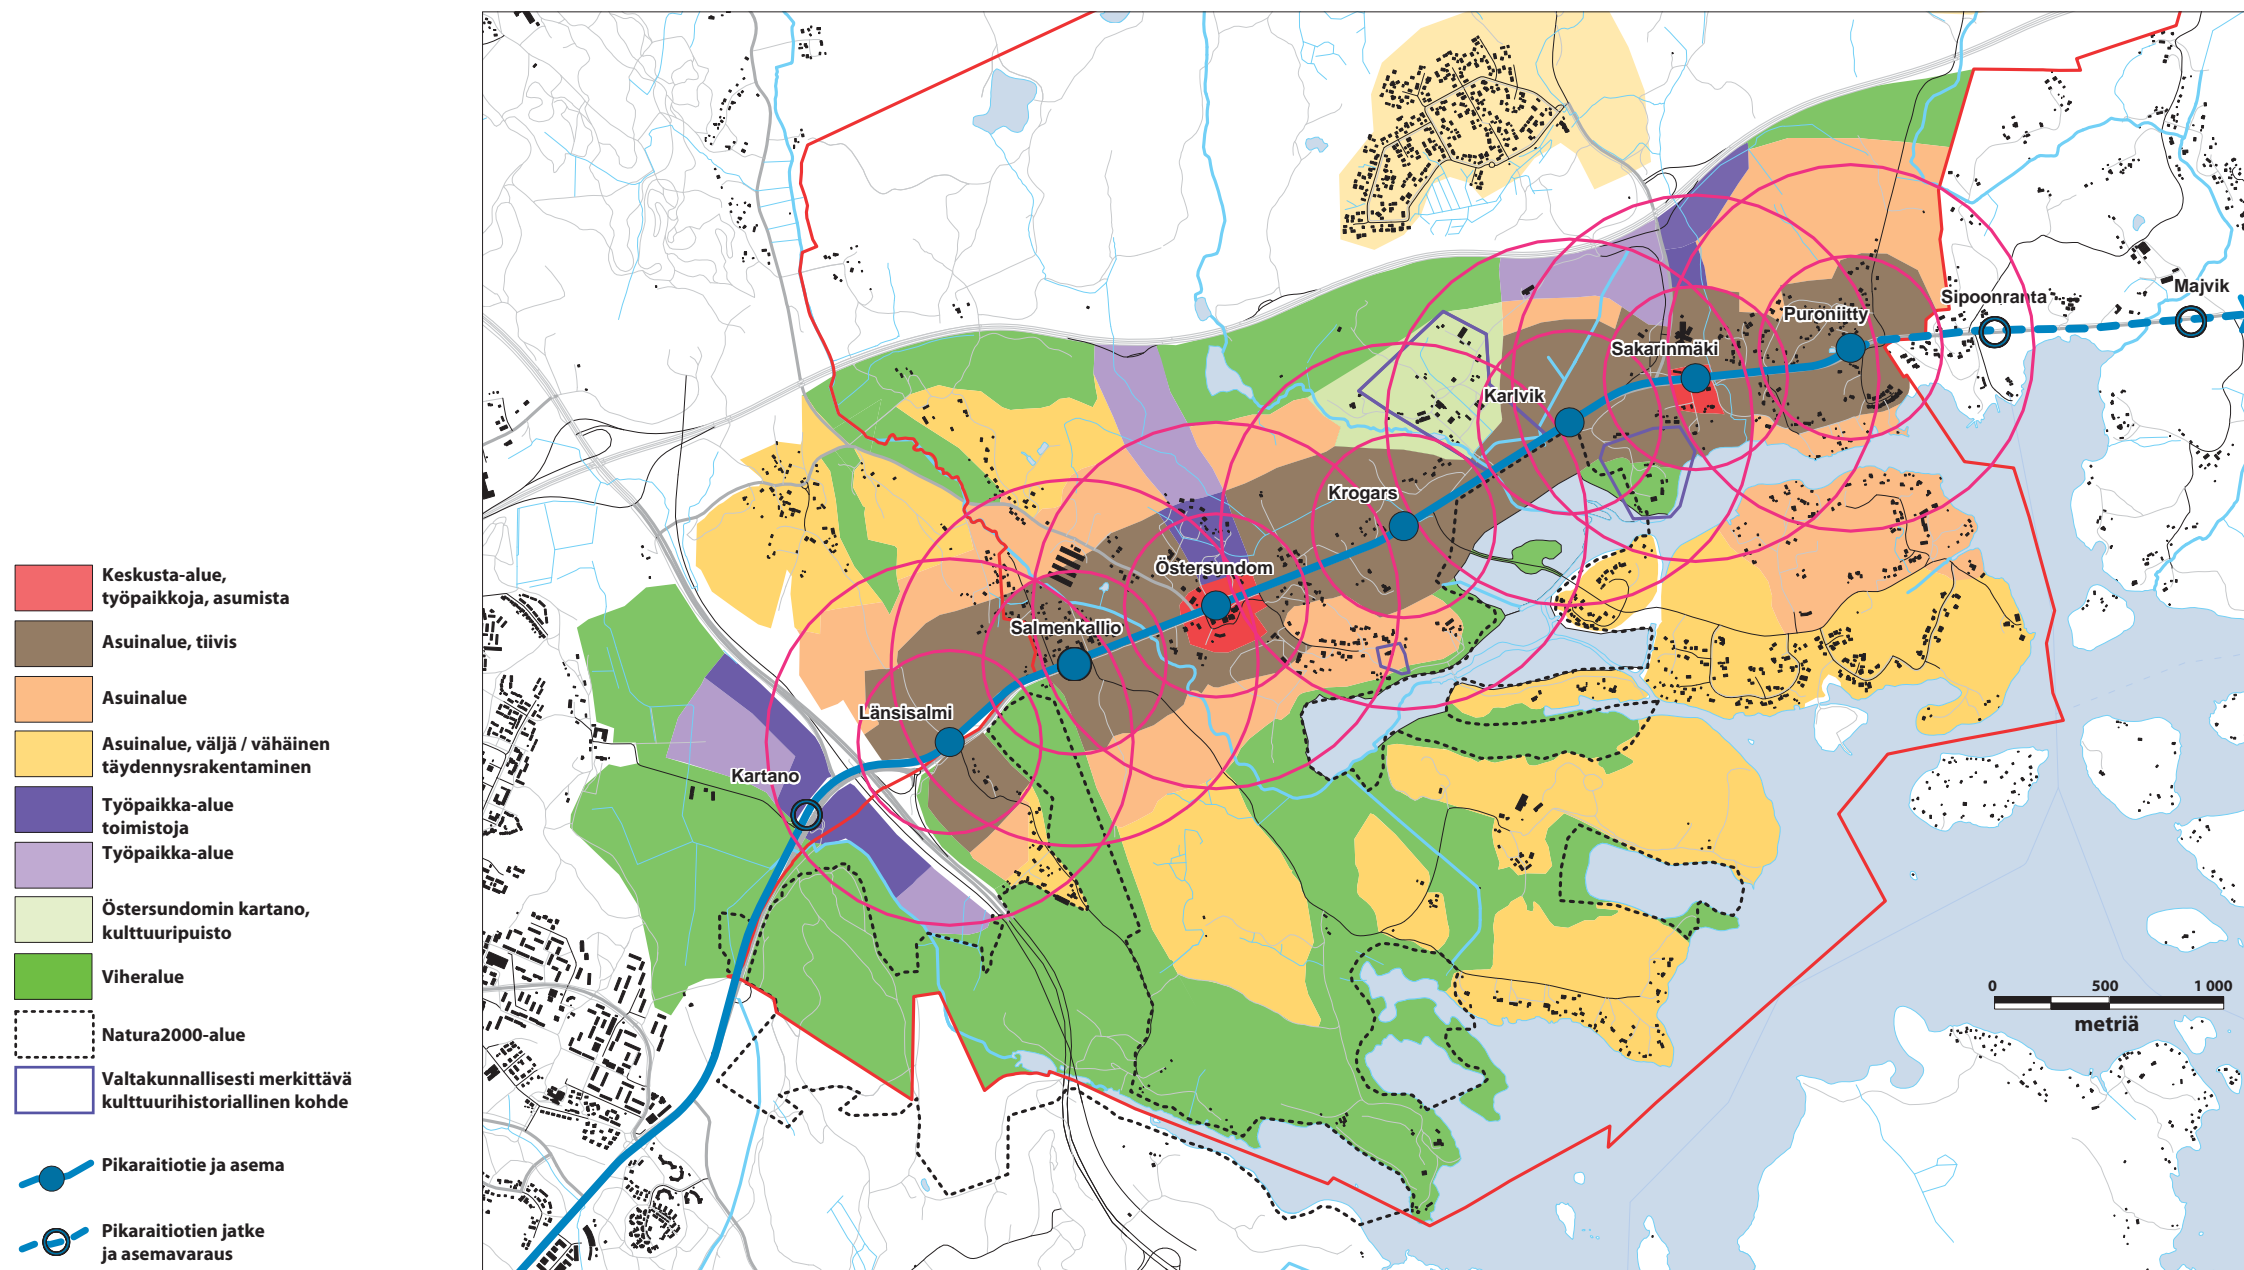 Keskusta-alue,
työpaikkoja, asumista
Asuinalue, tiivis
Asuinalue
Asuinalue, väljä / vähäinen
täydennysrakentaminen
Työpaikka-alue
toimistoja
Työpaikka-alue
Östersundomin kartano,
kulttuuripuisto
Viheralue
Natura2000-alue
Valtakunnallisesti merkittävä
kulttuurihistoriallinen kohde
Pikaraitiotie ja asema
Pikaraitiotien jatke
ja asemavaraus
Majvik
Sipoonranta
Puroniitty
Sakarinmäki
Karlvik
Krogars
Östersundom
Salmenkallio
Länsisalmi
Kartano
0 500 1 000
metriä